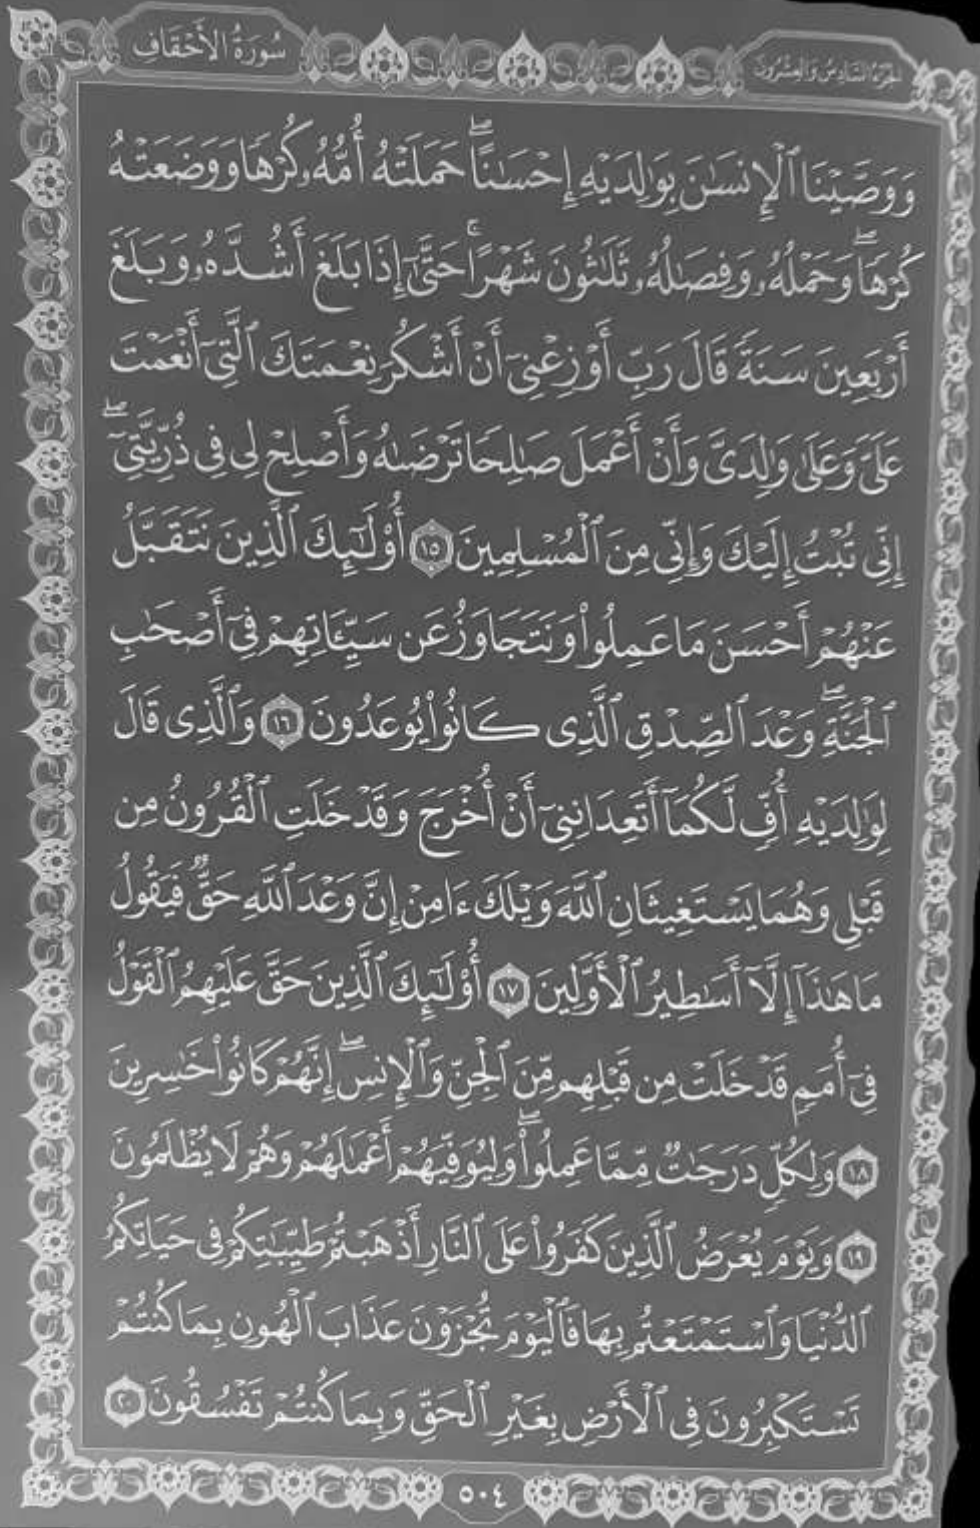 الجزء السادس والعشرون
سُورَةُ الأَحْقَافِ
وَوَصَّيْنَا ٱلْإِنسَٰنَ بِوَٰلِدَيْهِ إِحْسَٰنًا ۖ حَمَلَتْهُ أُمُّهُۥ كُرْهًا وَوَضَعَتْهُ
كُرْهًا ۖ وَحَمْلُهُۥ وَفِصَٰلُهُۥ ثَلَٰثُونَ شَهْرًا ۚ حَتَّىٰٓ إِذَا بَلَغَ أَشُدَّهُۥ وَبَلَغَ
أَرْبَعِينَ سَنَةً قَالَ رَبِّ أَوْزِعْنِىٓ أَنْ أَشْكُرَ نِعْمَتَكَ ٱلَّتِىٓ أَنْعَمْتَ
عَلَىَّ وَعَلَىٰ وَٰلِدَىَّ وَأَنْ أَعْمَلَ صَٰلِحًا تَرْضَىٰهُ وَأَصْلِحْ لِى فِى ذُرِّيَّتِىٓ ۖ
إِنِّى تُبْتُ إِلَيْكَ وَإِنِّى مِنَ ٱلْمُسْلِمِينَ ١٥ أُو۟لَٰٓئِكَ ٱلَّذِينَ نَتَقَبَّلُ
عَنْهُمْ أَحْسَنَ مَا عَمِلُوا۟ وَنَتَجَاوَزُ عَن سَيِّـَٔاتِهِمْ فِىٓ أَصْحَٰبِ
ٱلْجَنَّةِ ۖ وَعْدَ ٱلصِّدْقِ ٱلَّذِى كَانُوا۟ يُوعَدُونَ ١٦ وَٱلَّذِى قَالَ
لِوَٰلِدَيْهِ أُفٍّ لَّكُمَآ أَتَعِدَانِنِىٓ أَنْ أُخْرَجَ وَقَدْ خَلَتِ ٱلْقُرُونُ مِن
قَبْلِى وَهُمَا يَسْتَغِيثَانِ ٱللَّهَ وَيْلَكَ ءَامِنْ إِنَّ وَعْدَ ٱللَّهِ حَقٌّ فَيَقُولُ
مَا هَٰذَآ إِلَّآ أَسَٰطِيرُ ٱلْأَوَّلِينَ ١٧ أُو۟لَٰٓئِكَ ٱلَّذِينَ حَقَّ عَلَيْهِمُ ٱلْقَوْلُ
فِىٓ أُمَمٍ قَدْ خَلَتْ مِن قَبْلِهِم مِّنَ ٱلْجِنِّ وَٱلْإِنسِ ۖ إِنَّهُمْ كَانُوا۟ خَٰسِرِينَ
١٨ وَلِكُلٍّ دَرَجَٰتٌ مِّمَّا عَمِلُوا۟ ۖ وَلِيُوَفِّيَهُمْ أَعْمَٰلَهُمْ وَهُمْ لَا يُظْلَمُونَ
١٩ وَيَوْمَ يُعْرَضُ ٱلَّذِينَ كَفَرُوا۟ عَلَى ٱلنَّارِ أَذْهَبْتُمْ طَيِّبَٰتِكُمْ فِى حَيَاتِكُمُ
ٱلدُّنْيَا وَٱسْتَمْتَعْتُم بِهَا فَٱلْيَوْمَ تُجْزَوْنَ عَذَابَ ٱلْهُونِ بِمَا كُنتُمْ
تَسْتَكْبِرُونَ فِى ٱلْأَرْضِ بِغَيْرِ ٱلْحَقِّ وَبِمَا كُنتُمْ تَفْسُقُونَ ٢٠
٥٠٤